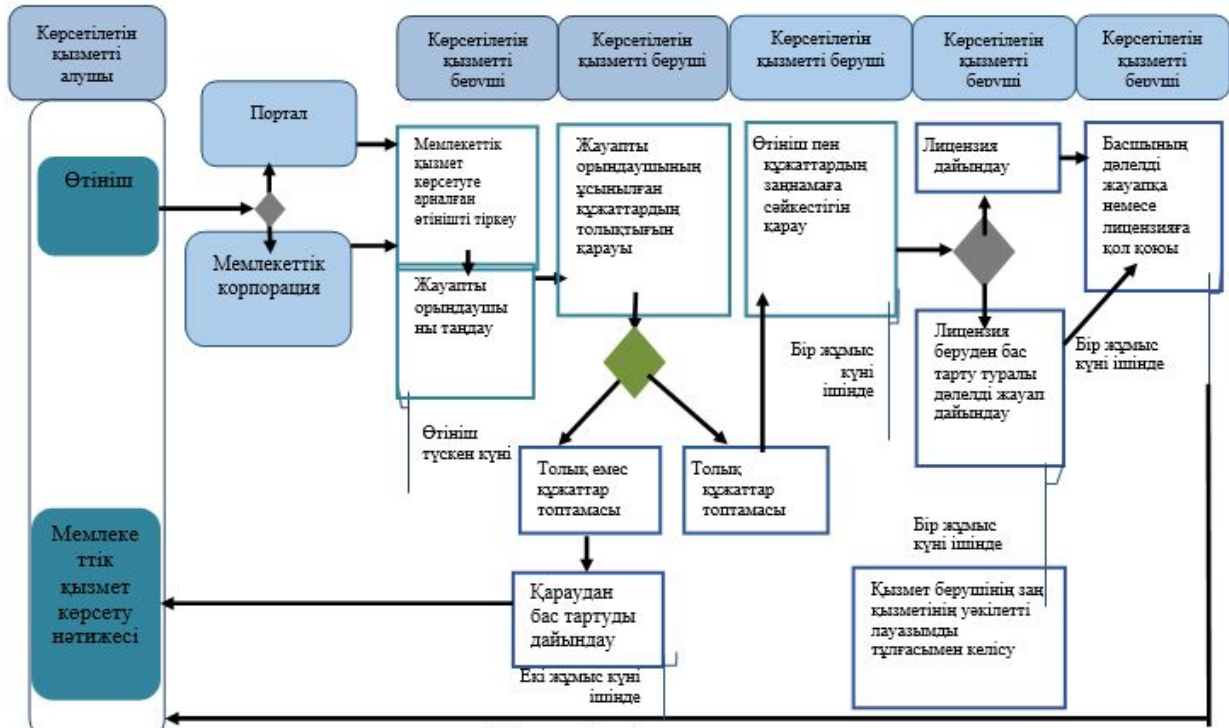 Көрсетілетін
қызметті
алушы
Көрсетілетін
қызметті
беруші
Көрсетілетін
қызметті беруші
Көрсетілетін
қызметті беруші
Көрсетілетін
қызметті
беруші
Көрсетілетін
қызметті
беруші
Өтініш
Портал
Мемлекеттік
корпорация
Мемлекеттік
қызмет
көрсетуге
арналған
өтінішті тіркеу
Жауапты
орындаушы
ны таңдау
Өтініш
түскен күні
Жауапты
орындаушының
ұсынылған
құжаттардың
толықтығын
қарауы
Толық емес
құжаттар
топтамасы
Толық
құжаттар
топтамасы
Қараудан
бас тартуды
дайындау
Екі жұмыс күні
ішінде
Өтініш пен
құжаттардың
заңнамаға
сәйкестігін
қарау
Бір жұмыс
күні
ішінде
Лицензия
дайындау
Лицензия
беруден бас
тарту туралы
дәлелді жауап
дайындау
Бір жұмыс
күні ішінде
Қызмет берушінің заң
қызметінің уәкілетті
лауазымды
тұлғасымен келісу
Басшының
дәлелді
жауапқа
немесе
лицензияға
қол қоюы
Бір жұмыс
күні ішінде
Мемлеке
ттік
қызмет
көрсету
нәтижесі